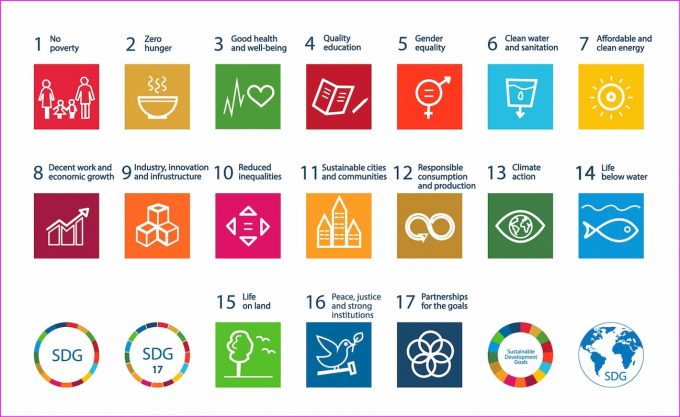 1 No
poverty
2 Zero
hunger
3 Good health
and well-being
4 Quality
education
5 Gender
equality
6 Clean water
and sanitation
7 Affordable and
clean energy
8 Decent work and
economic growth
9 Industry, innovation
and infrustructure
10 Reduced
inequalities
11 Sustainable cities
and communities
12 Responsible
consumption
and production
13 Climate
action
14 Life
below water
15 Life
on land
16 Peace, justice
and strong
institutions
17 Partnerships
for the goals
SDG
SDG
17
Sustainable
Development
Goals
SDG